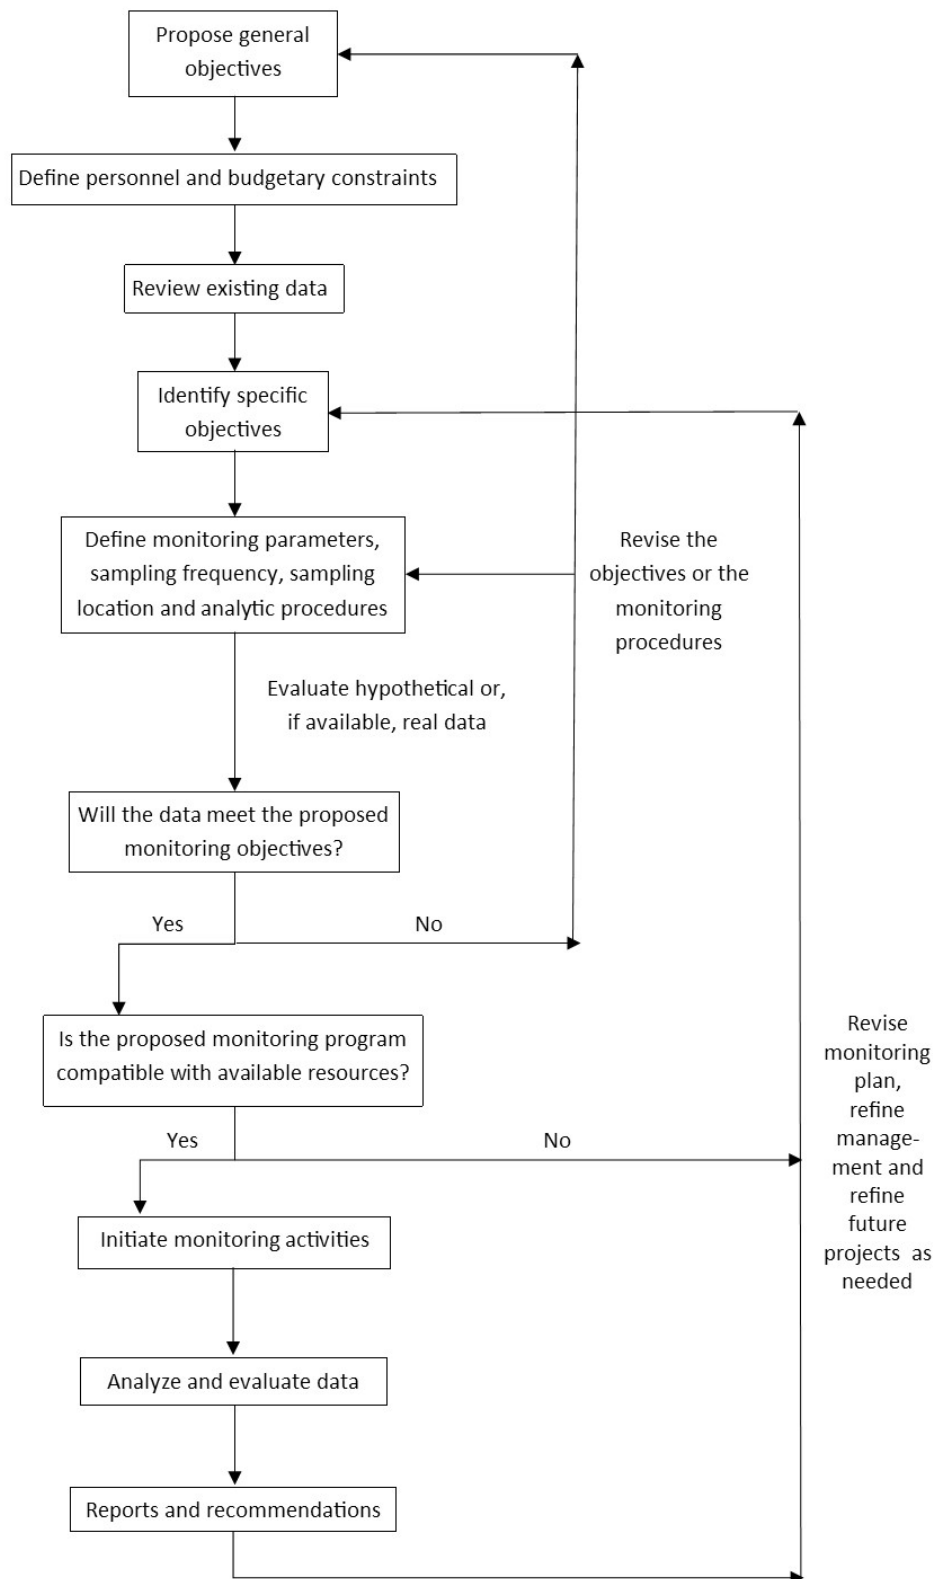 Propose general
objectives
Define personnel and budgetary constraints
Review existing data
Identify specific
objectives
Define monitoring parameters,
sampling frequency, sampling
location and analytic procedures
Revise the
objectives or the
monitoring
procedures
Evaluate hypothetical or,
if available, real data
Will the data meet the proposed
monitoring objectives?
Yes
No
Is the proposed monitoring program
compatible with available resources?
Yes
No
Revise
monitoring
plan,
refine
manage-
ment and
refine
future
projects as
needed
Initiate monitoring activities
Analyze and evaluate data
Reports and recommendations